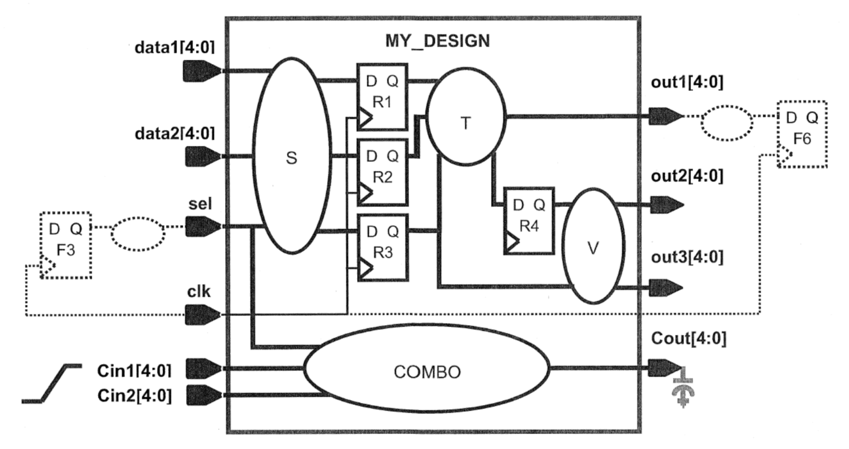 MY_DESIGN
data1[4:0]
data2[4:0]
sel
clk
Cin1[4:0]
Cin2[4:0]
S
D Q
R1
D Q
R2
D Q
R3
T
D Q
R4
V
COMBO
out1[4:0]
out2[4:0]
out3[4:0]
Cout[4:0]
D Q
F3
D Q
F6